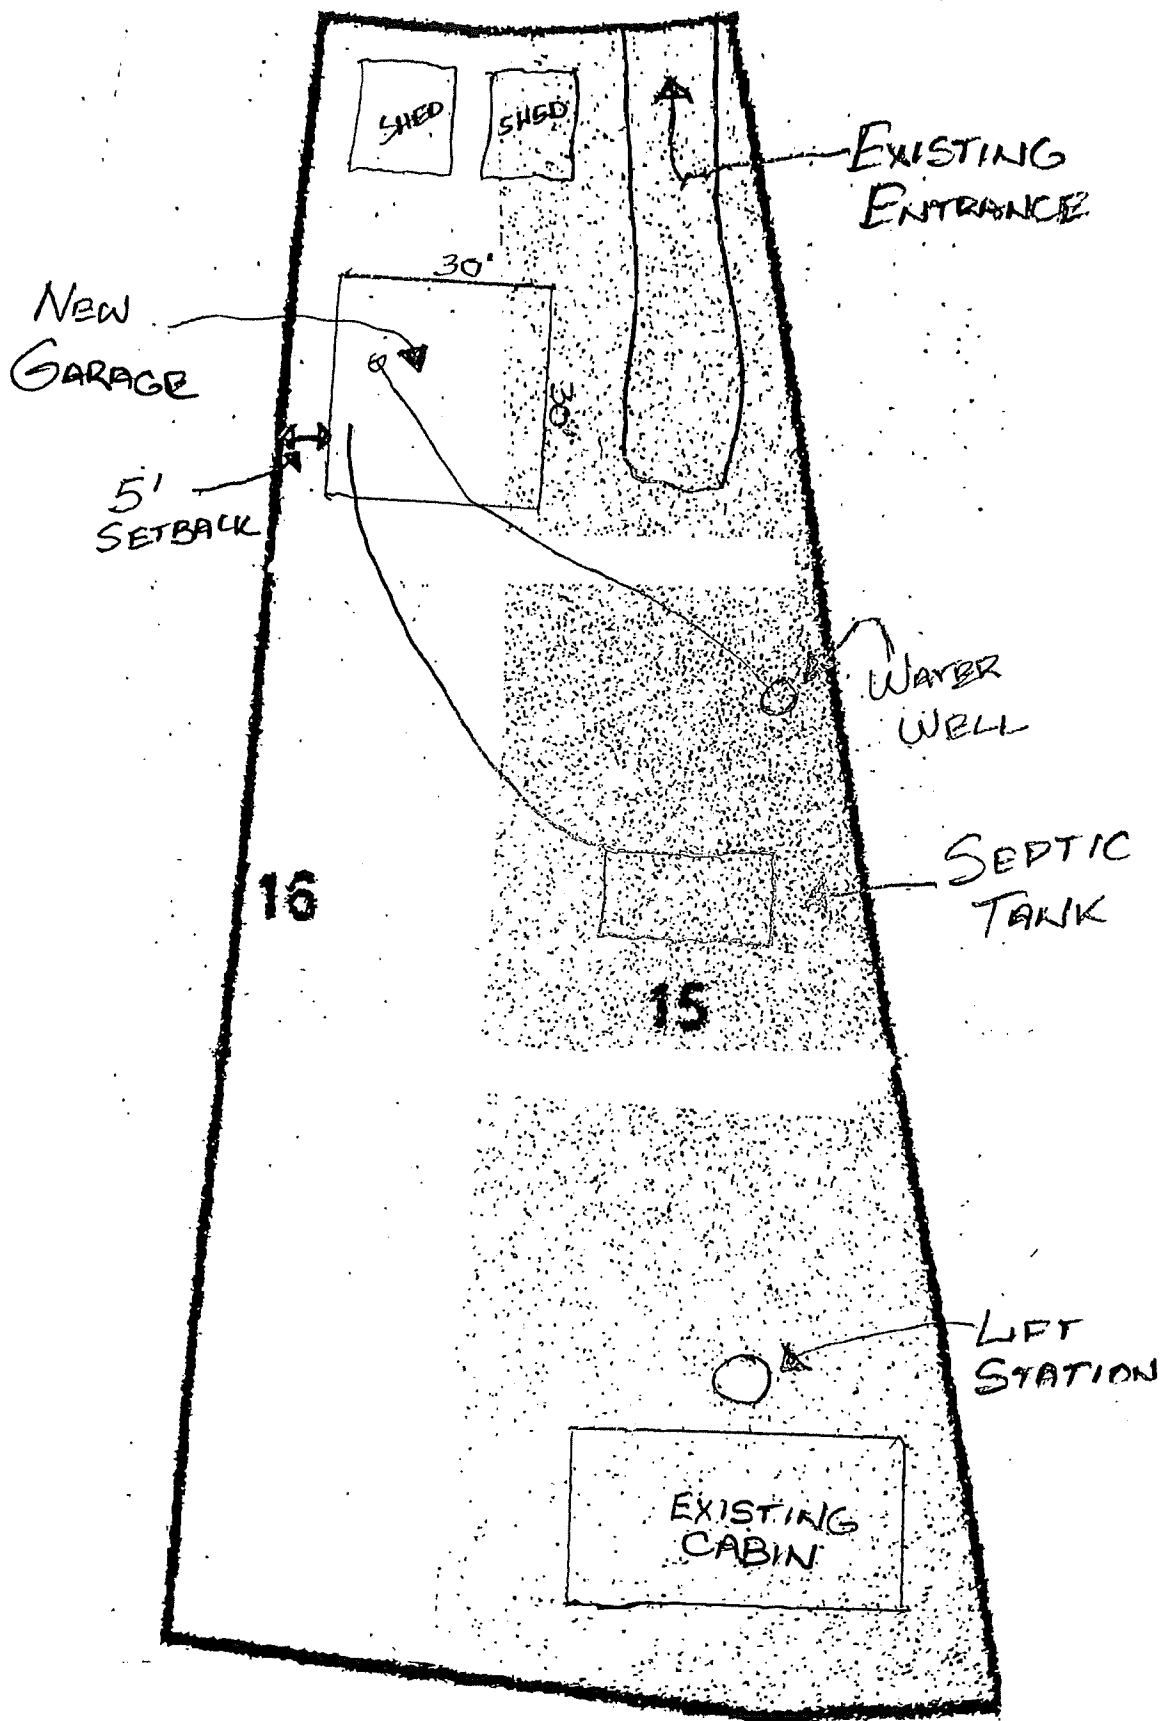 SHED
SHED
EXISTING
ENTRANCE
30'
NEW
GARAGE
30'
5'
SETBACK
WATER
WELL
SEPTIC
TANK
16
15
LIFT
STATION
EXISTING
CABIN